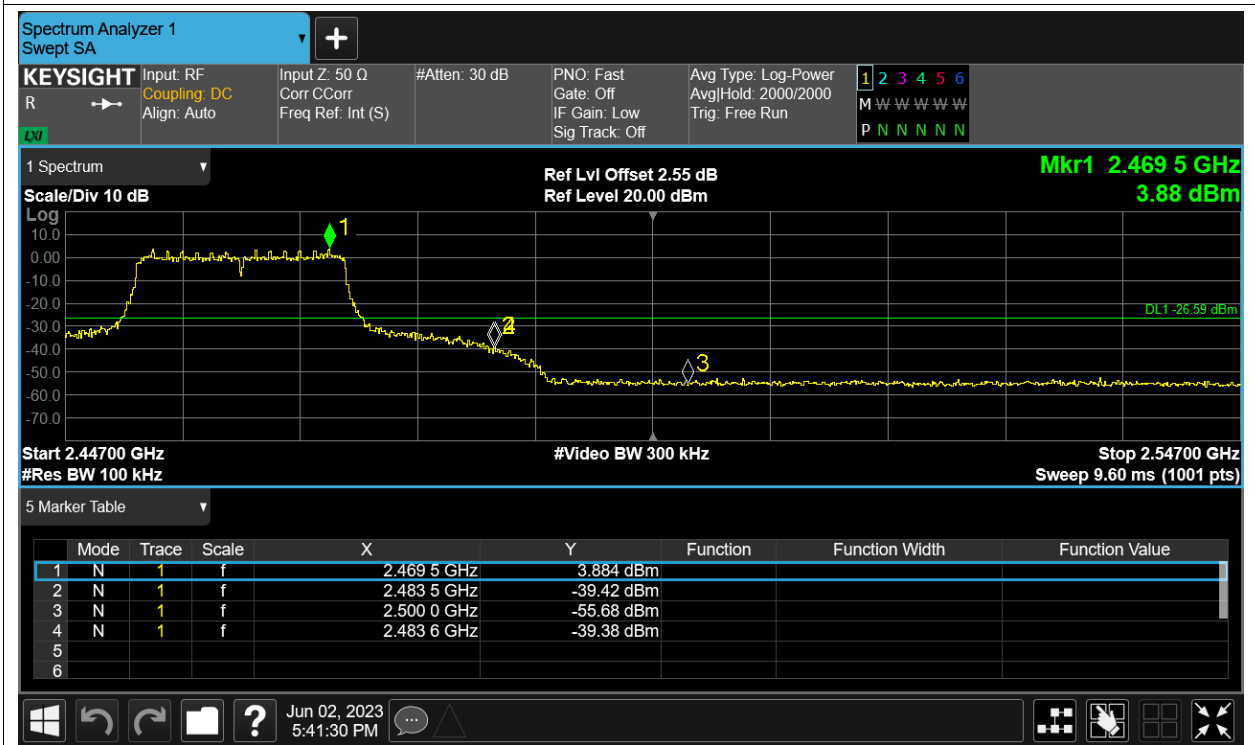 Spectrum Analyzer 1
Swept SA
+
KEYSIGHT Input: RF Input Z: 50 Ω #Atten: 30 dB PNO: Fast Avg Type: Log-Power 1 2 3 4 5 6
R Coupling: DC Corr CCorr Gate: Off Avg|Hold: 2000/2000 M W W W W W
Align: Auto Freq Ref: Int (S) IF Gain: Low Trig: Free Run
LXI Sig Track: Off P N N N N N
1 Spectrum Ref Lvl Offset 2.55 dB Mkr1 2.469 5 GHz
Scale/Div 10 dB Ref Level 20.00 dBm 3.88 dBm
Log
10.0
0.00
-10.0
-20.0
-30.0
-40.0
-50.0
-60.0
-70.0
1
DL1 -26.59 dBm
3
Start 2.44700 GHz #Video BW 300 kHz Stop 2.54700 GHz
#Res BW 100 kHz Sweep 9.60 ms (1001 pts)
5 Marker Table
Mode Trace Scale X Y Function Function Width Function Value
1 N 1 f 2.469 5 GHz 3.884 dBm
2 N 1 f 2.483 5 GHz -39.42 dBm
3 N 1 f 2.500 0 GHz -55.68 dBm
4 N 1 f 2.483 6 GHz -39.38 dBm
5
6
? Jun 02, 2023
5:41:30 PM